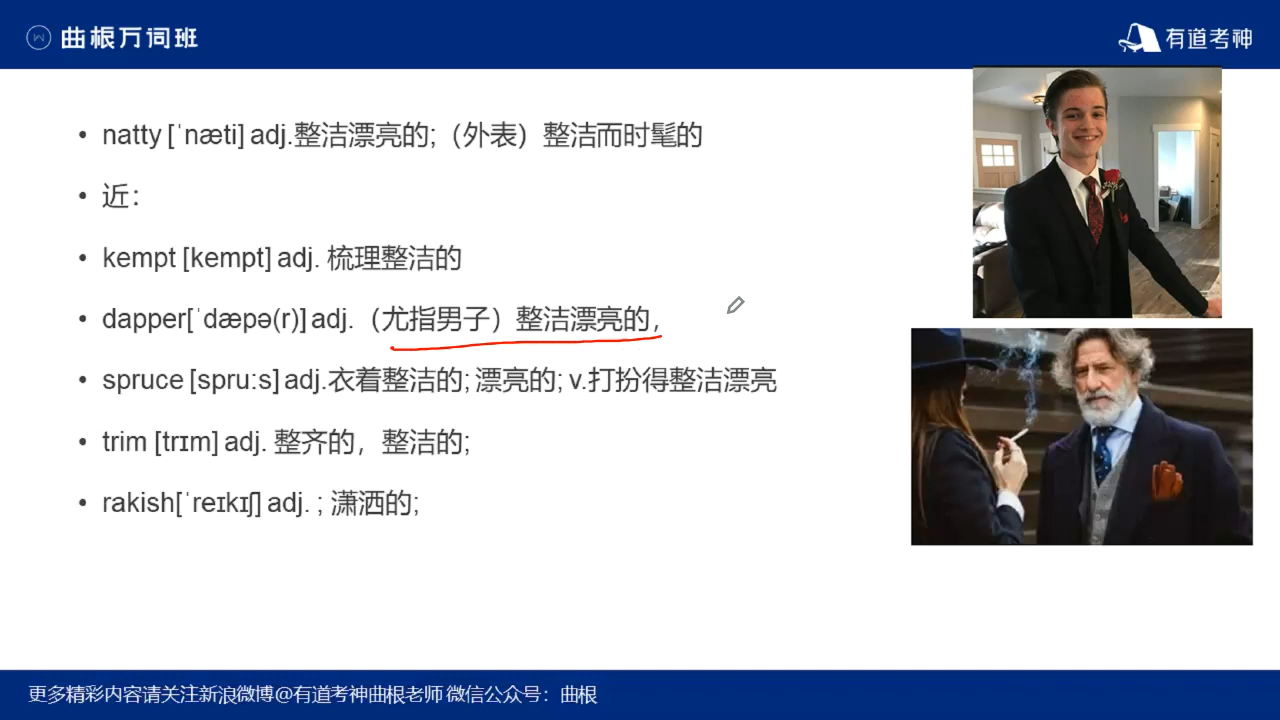 曲根万词班
有道考神
natty [ˈnæti] adj.整洁漂亮的;（外表）整洁而时髦的
近：
kempt [kempt] adj. 梳理整洁的
dapper[ˈdæpə(r)] adj.（尤指男子）整洁漂亮的,
spruce [spruːs] adj.衣着整洁的; 漂亮的; v.打扮得整洁漂亮
trim [trɪm] adj. 整齐的，整洁的;
rakish[ˈreɪkɪʃ] adj. ; 潇洒的;
更多精彩内容请关注新浪微博@有道考神曲根老师 微信公众号：曲根